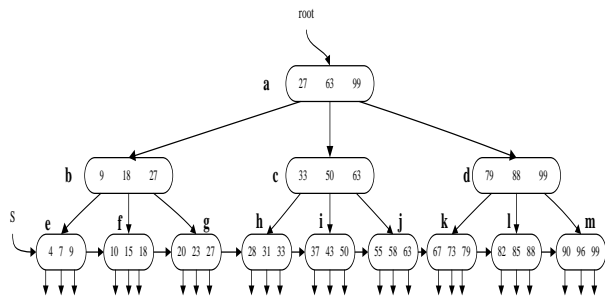 root
a 27 63 99
b 9 18 27 c 33 50 63 d 79 88 99
S e f g h i j k l m
4 7 9 10 15 18 20 23 27 28 31 33 37 43 50 55 58 63 67 73 79 82 85 88 90 96 99